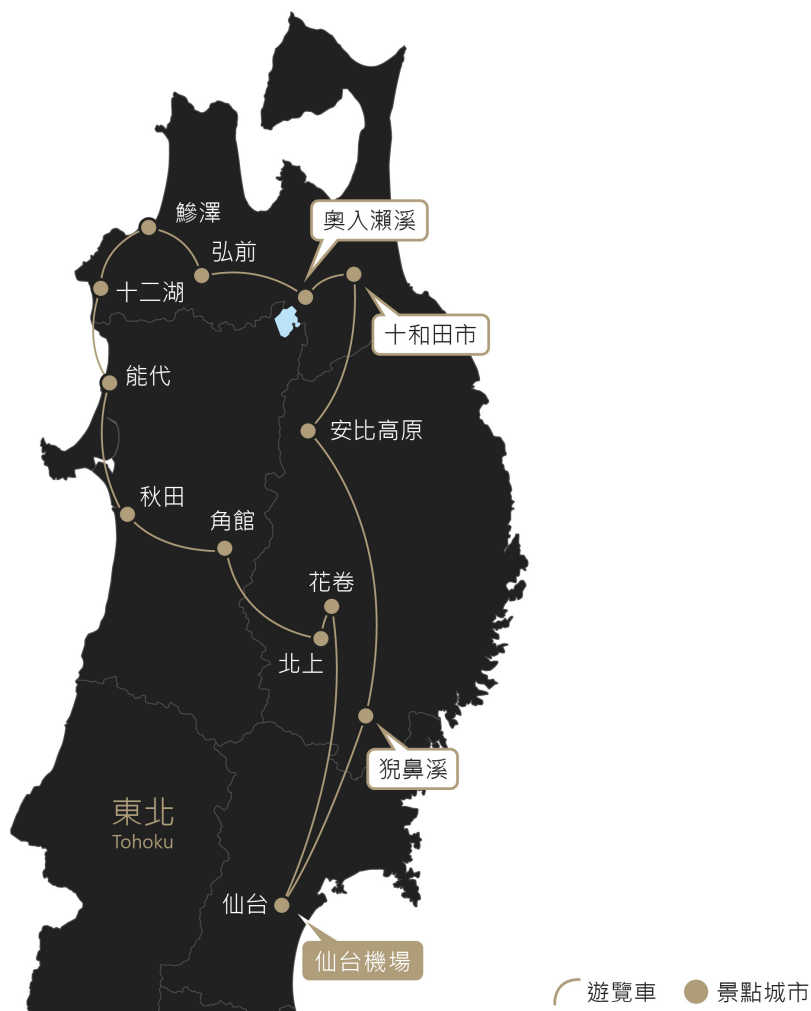 鰺澤
奧入瀨溪
弘前
十二湖
十和田市
能代
安比高原
秋田
角館
花卷
北上
猊鼻溪
東北
Tohoku
仙台
仙台機場
遊覽車
景點城市